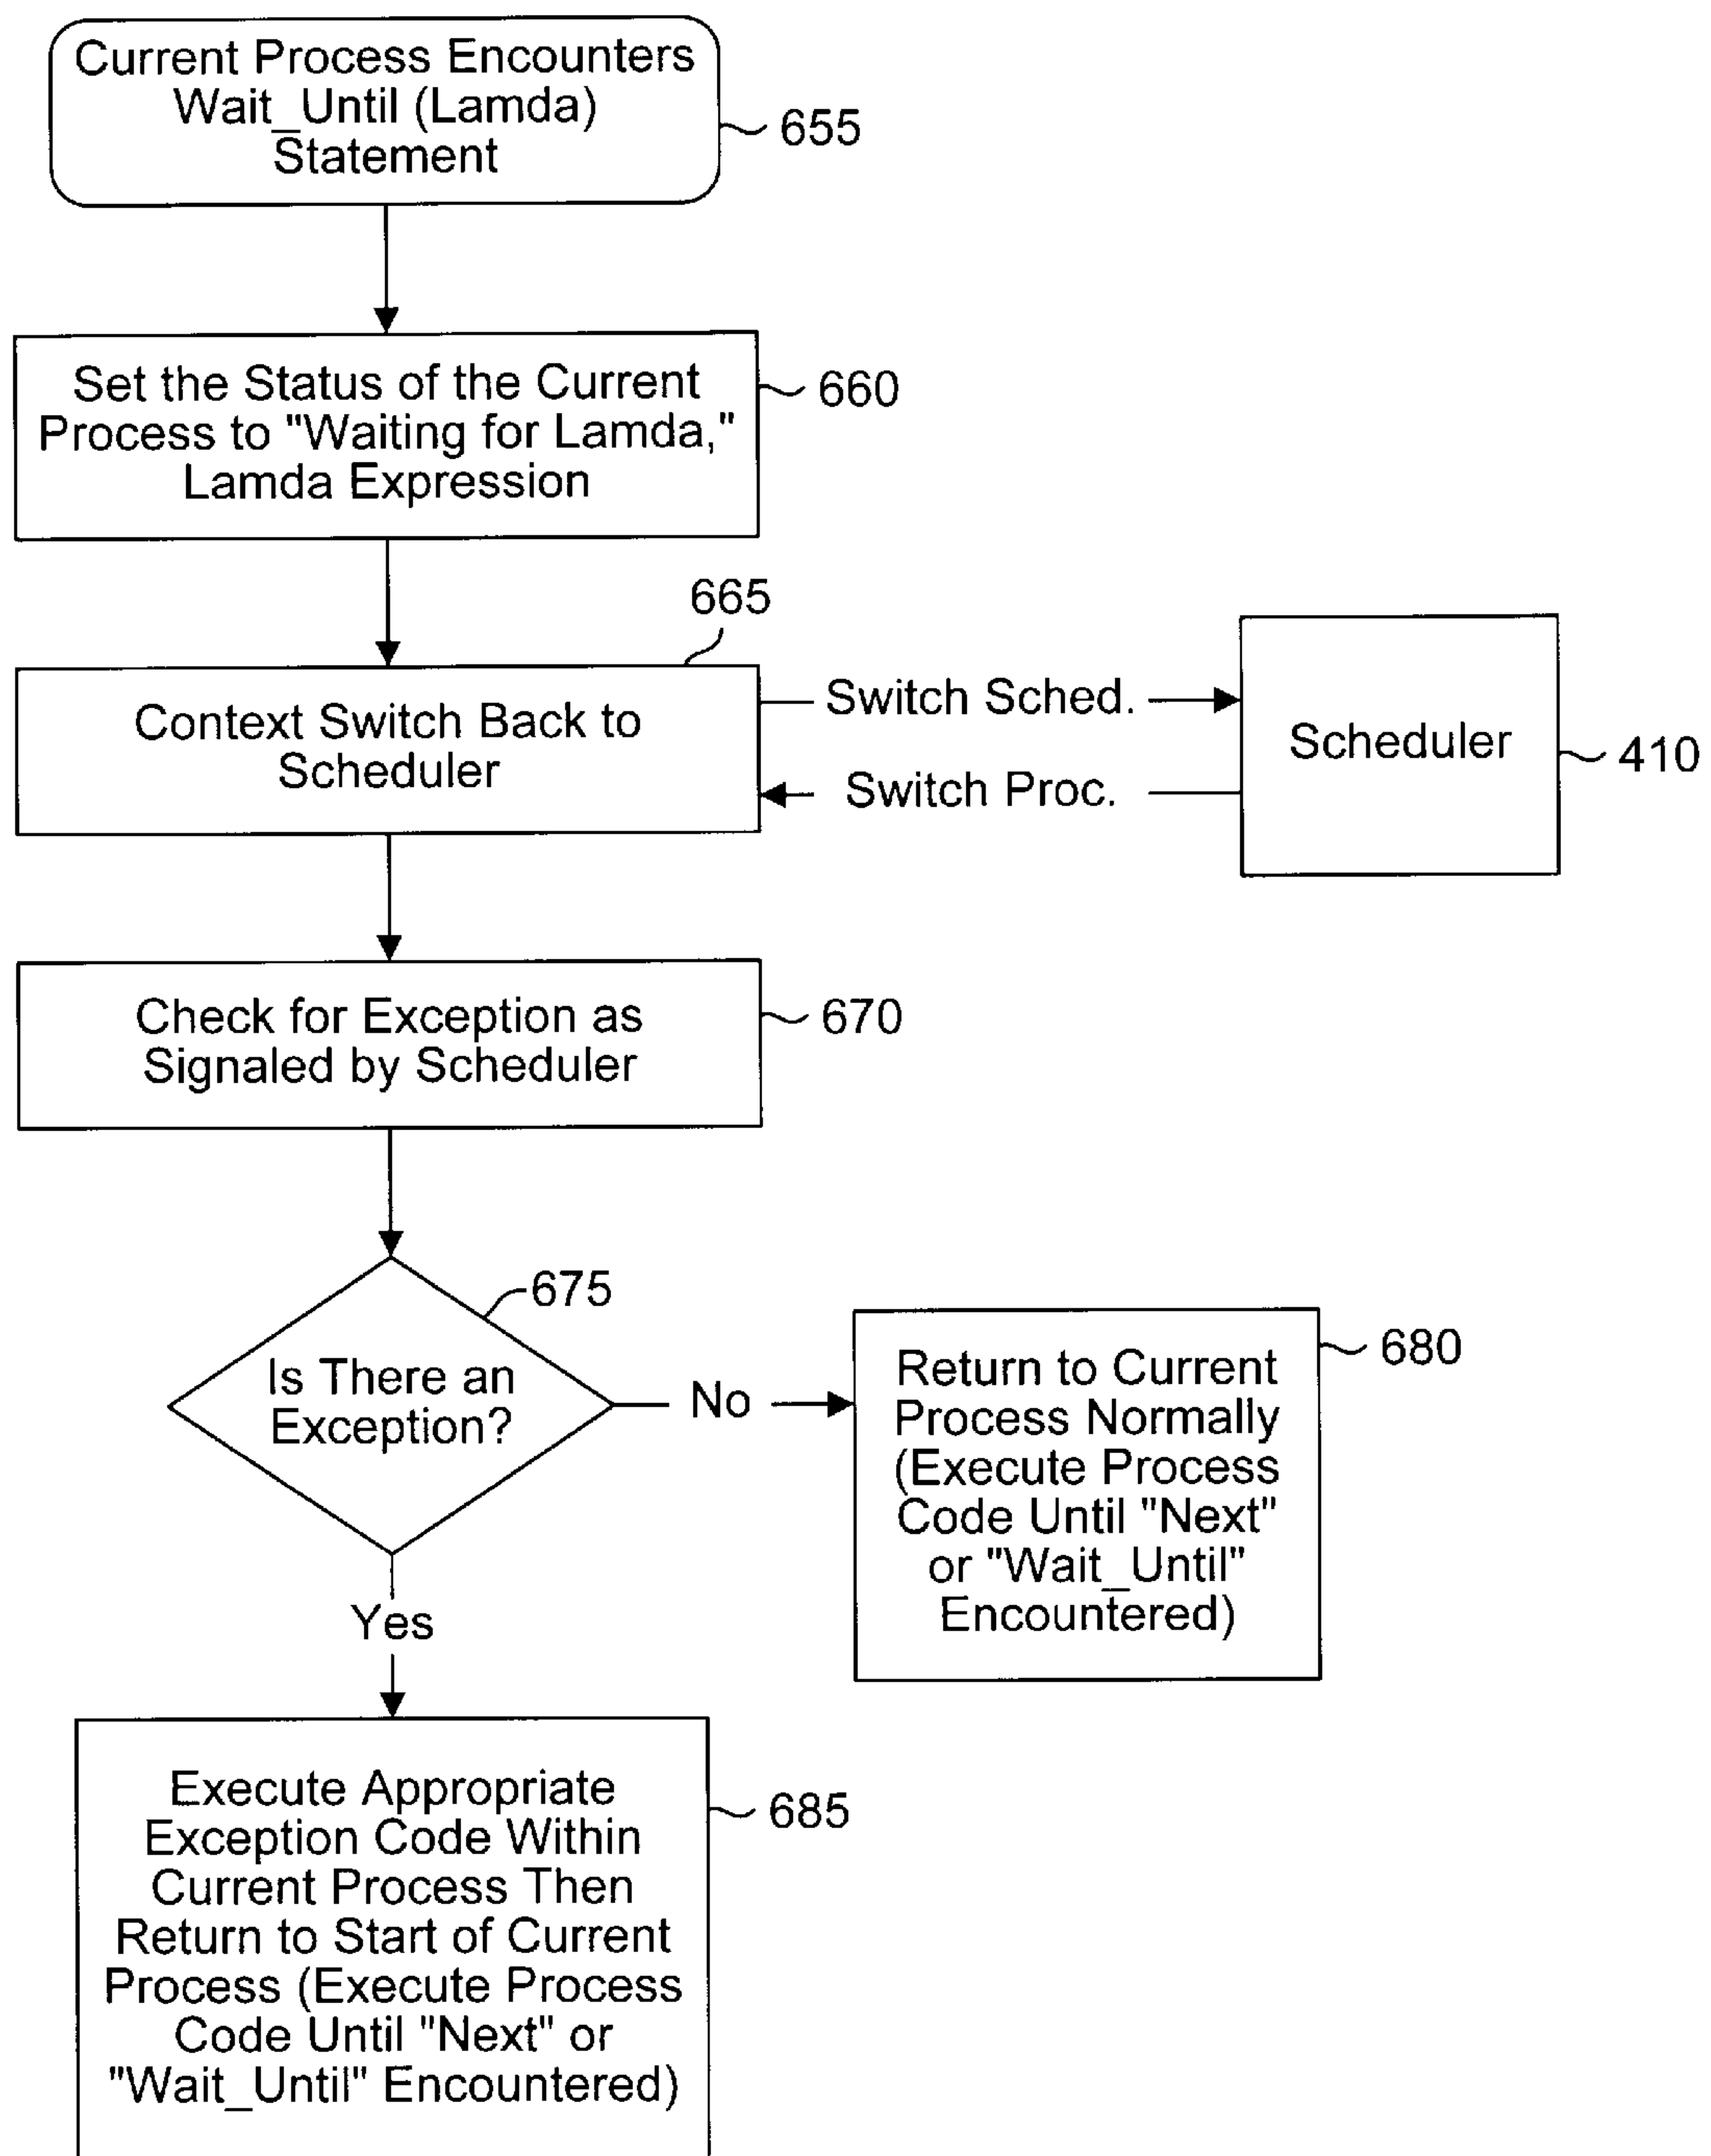 Current Process Encounters
Wait_Until (Lamda)
Statement
655
Set the Status of the Current
Process to "Waiting for Lamda,"
Lamda Expression
660
665
Context Switch Back to
Scheduler
Switch Sched.
Switch Proc.
Scheduler
410
Check for Exception as
Signaled by Scheduler
670
675
Is There an
Exception?
No
Return to Current
Process Normally
(Execute Process
Code Until "Next"
or "Wait_Until"
Encountered)
680
Yes
Execute Appropriate
Exception Code Within
Current Process Then
Return to Start of Current
Process (Execute Process
Code Until "Next" or
"Wait_Until" Encountered)
685